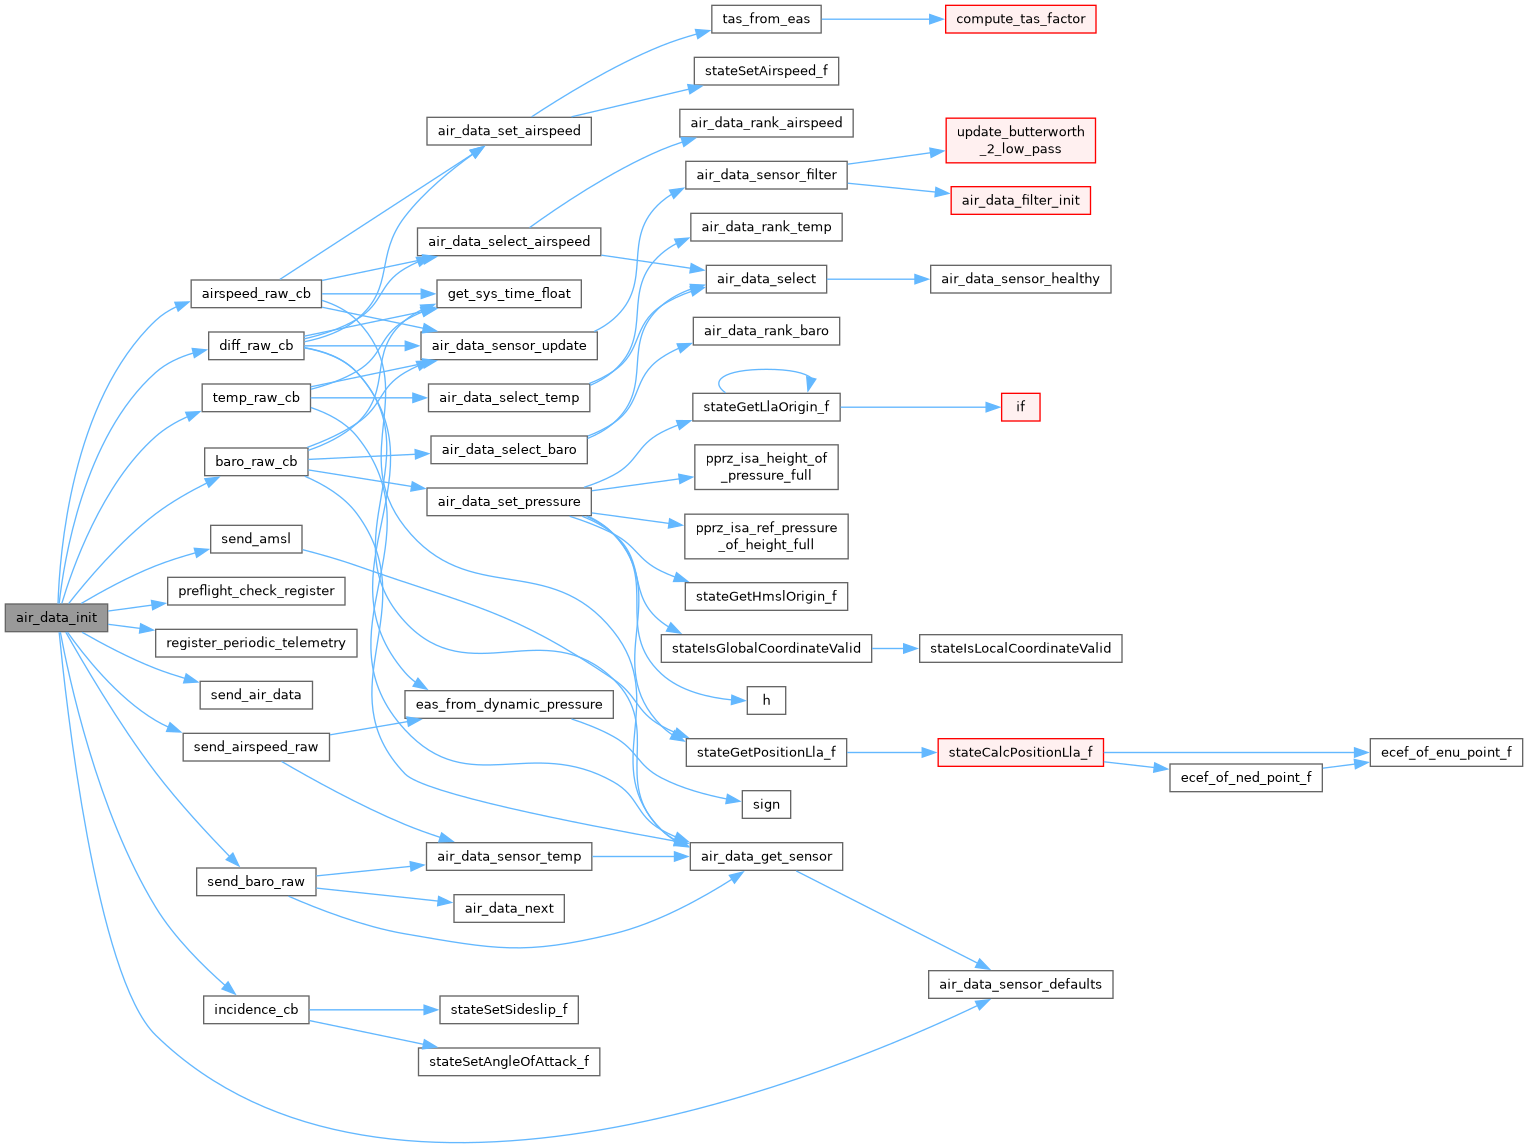 air_data_init
airspeed_raw_cb
diff_raw_cb
temp_raw_cb
baro_raw_cb
send_amsl
preflight_check_register
register_periodic_telemetry
send_air_data
send_airspeed_raw
send_baro_raw
incidence_cb
air_data_set_airspeed
air_data_select_airspeed
get_sys_time_float
air_data_sensor_update
air_data_select_temp
air_data_select_baro
air_data_set_pressure
eas_from_dynamic_pressure
air_data_sensor_temp
air_data_next
stateSetSideslip_f
stateSetAngleOfAttack_f
tas_from_eas
stateSetAirspeed_f
air_data_rank_airspeed
air_data_sensor_filter
air_data_rank_temp
air_data_select
air_data_rank_baro
stateGetLlaOrigin_f
pprz_isa_height_of
_pressure_full
pprz_isa_ref_pressure
_of_height_full
stateGetHmslOrigin_f
stateIsGlobalCoordinateValid
h
stateGetPositionLla_f
sign
air_data_get_sensor
compute_tas_factor
update_butterworth
_2_low_pass
air_data_filter_init
air_data_sensor_healthy
if
stateIsLocalCoordinateValid
stateCalcPositionLla_f
air_data_sensor_defaults
ecef_of_ned_point_f
ecef_of_enu_point_f